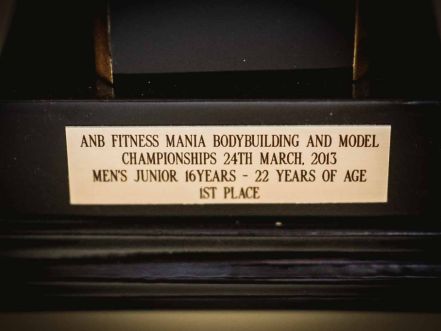 ANB FITNESS MANIA BODYBUILDING AND MODEL
CHAMPIONSHIPS 24TH MARCH, 2013
MEN'S JUNIOR 16YEARS - 22 YEARS OF AGE
1ST PLACE